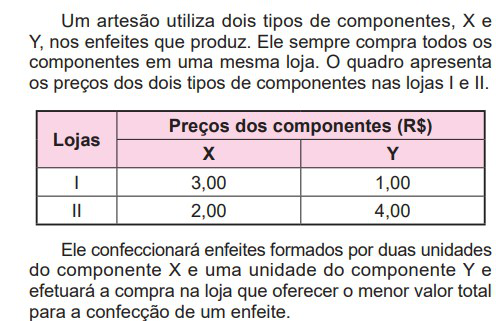 Um artesão utiliza dois tipos de componentes, X e
Y, nos enfeites que produz. Ele sempre compra todos os
componentes em uma mesma loja. O quadro apresenta
os preços dos dois tipos de componentes nas lojas I e II.
Lojas Preços dos componentes (R$)
X Y
I 3,00 1,00
II 2,00 4,00
Ele confeccionará enfeites formados por duas unidades
do componente X e uma unidade do componente Y e
efetuará a compra na loja que oferecer o menor valor total
para a confecção de um enfeite.